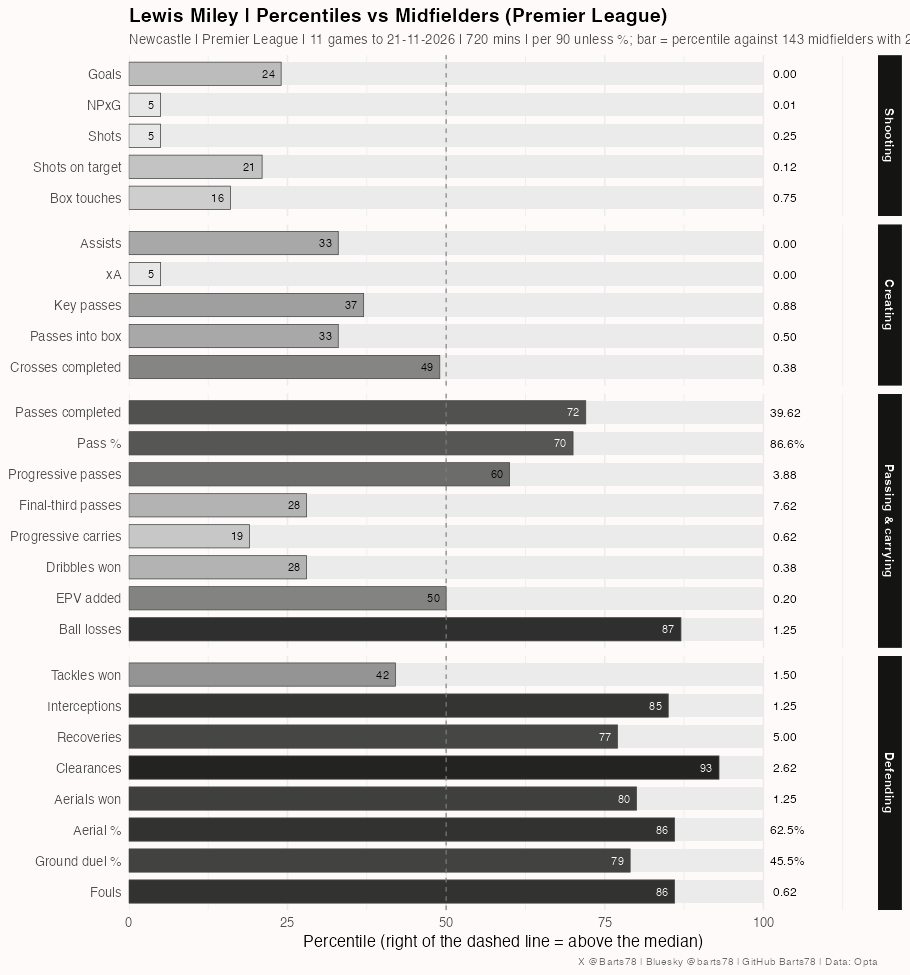 Lewis Miley | Percentiles vs Midfielders (Premier League)
Newcastle | Premier League | 11 games to 21-11-2026 | 720 mins | per 90 unless %; bar = percentile against 143 midfielders with 2
Goals 24 0.00
NPxG 5 0.01
Shots 5 0.25
Shots on target 21 0.12
Box touches 16 0.75
Shooting
Assists 33 0.00
xA 5 0.00
Key passes 37 0.88
Passes into box 33 0.50
Crosses completed 49 0.38
Creating
Passes completed 72 39.62
Pass % 70 86.6%
Progressive passes 60 3.88
Final-third passes 28 7.62
Progressive carries 19 0.62
Dribbles won 28 0.38
EPV added 50 0.20
Ball losses 87 1.25
Passing & carrying
Tackles won 42 1.50
Interceptions 85 1.25
Recoveries 77 5.00
Clearances 93 2.62
Aerials won 80 1.25
Aerial % 86 62.5%
Ground duel % 79 45.5%
Fouls 86 0.62
Defending
0 25 50 75 100
Percentile (right of the dashed line = above the median)
X @Barts78 | Bluesky @barts78 | GitHub Barts78 | Data: Opta